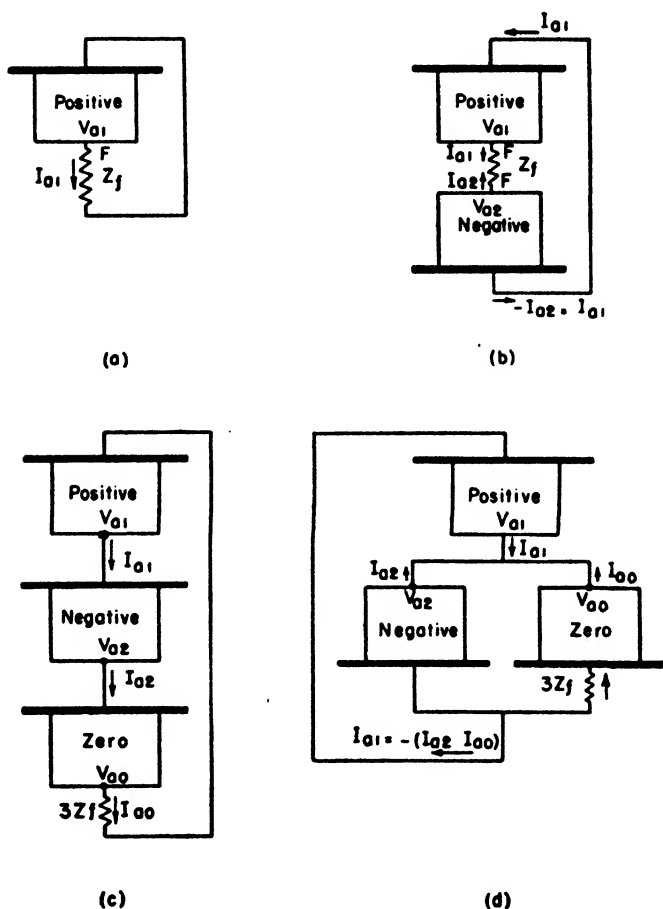 Positive
Va1
F
Ia1
Zf
(a)
Ia1
Positive
Va1
Ia1 F
Zf
Ia2 F
Va2
Negative
-Ia2 = Ia1
(b)
Positive
Va1
Ia1
Negative
Va2
Ia2
Zero
Va0
3Zf Ia0
(c)
Positive
Va1
Ia1
Ia2 Ia0
Va2 Va0
Negative Zero
3Zf
Ia1 = -(Ia2 Ia0)
(d)